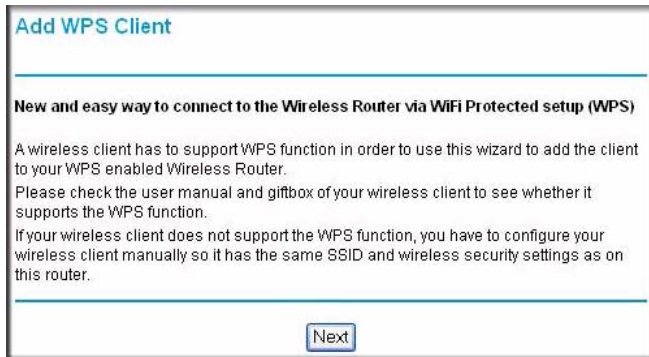 Add WPS Client
New and easy way to connect to the Wireless Router via WiFi Protected setup (WPS)
A wireless client has to support WPS function in order to use this wizard to add the client
to your WPS enabled Wireless Router.
Please check the user manual and giftbox of your wireless client to see whether it
supports the WPS function.
If your wireless client does not support the WPS function, you have to configure your
wireless client manually so it has the same SSID and wireless security settings as on
this router.
Next